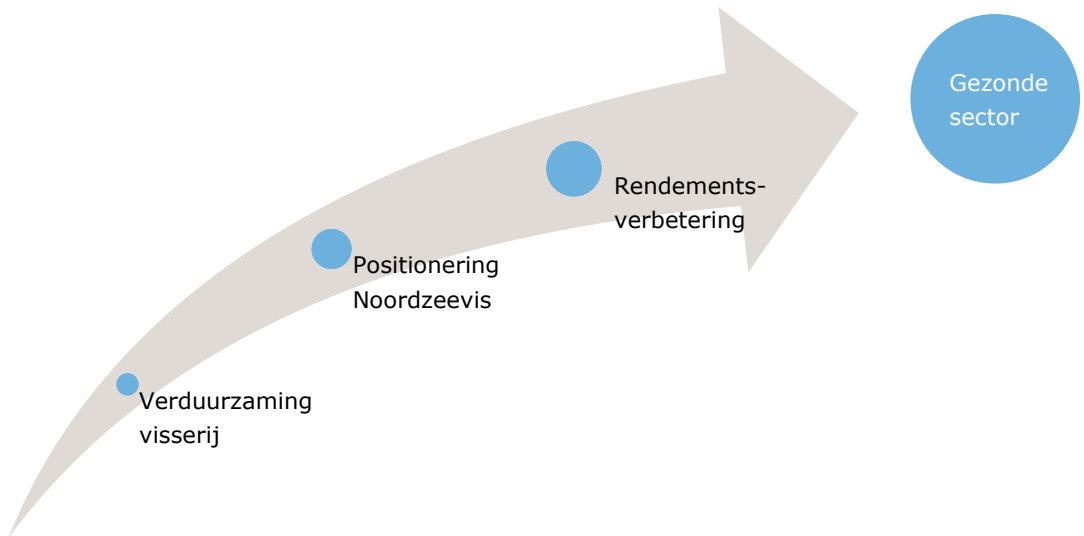 Gezonde
sector
Rendements-
verbetering
Positionering
Noordzeevis
Verduurzaming
visserij